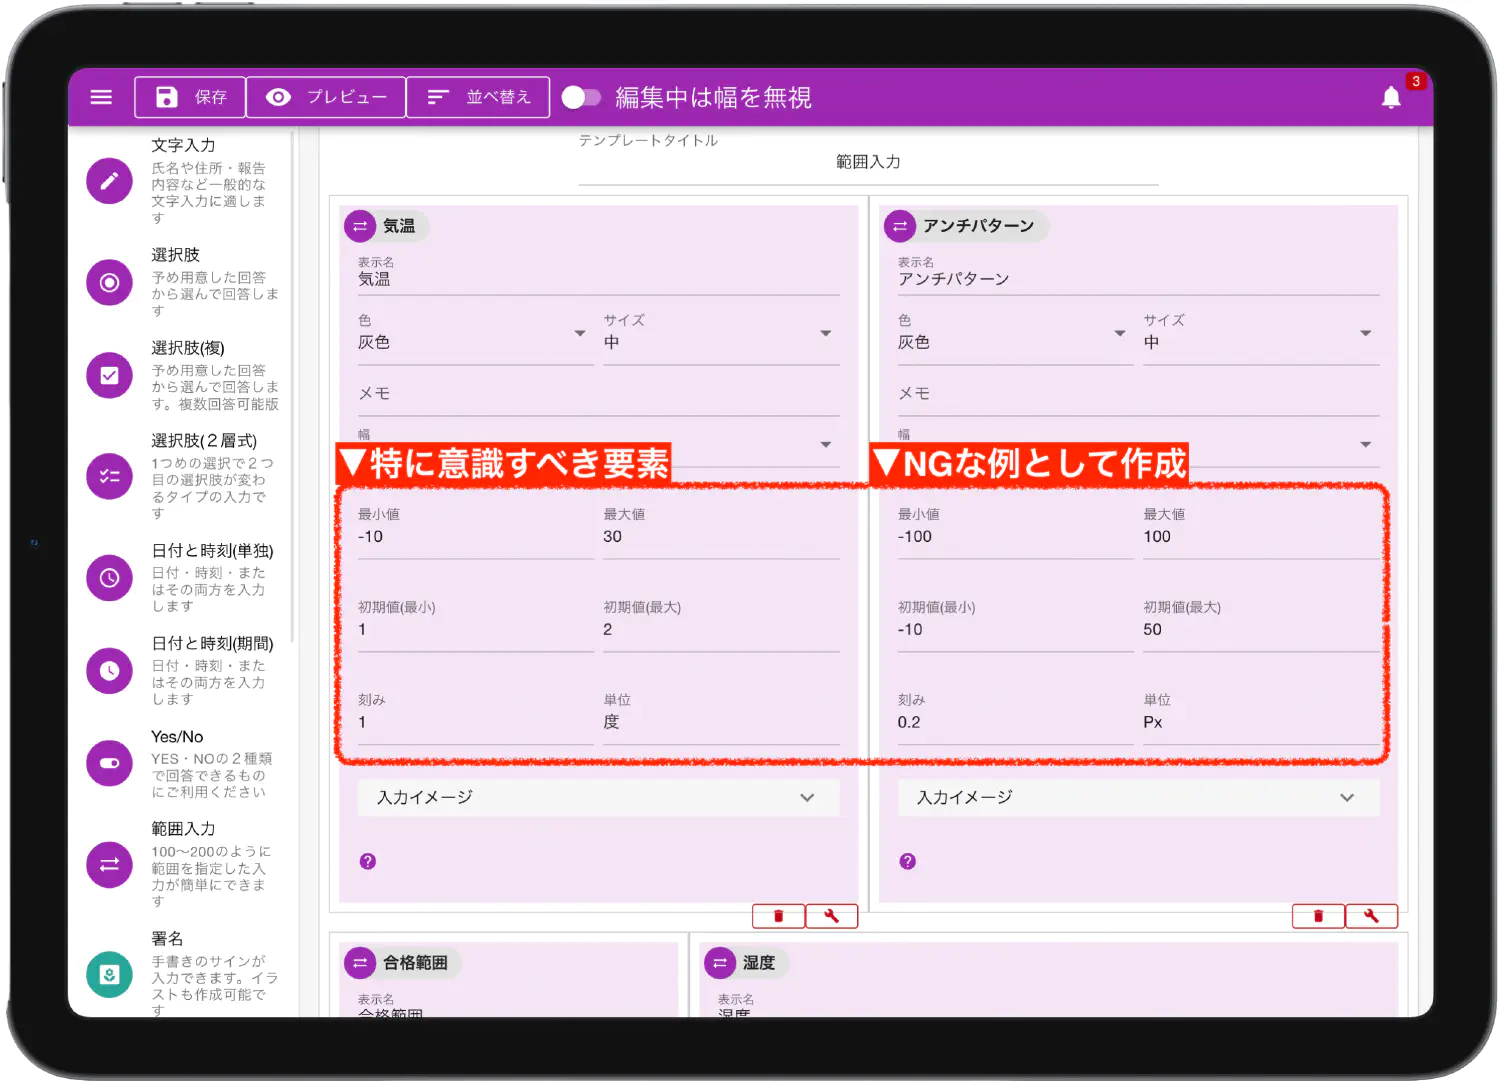 保存
プレビュー
並べ替え
編集中は幅を無視
3
文字入力
氏名や住所・報告
内容など一般的な
文字入力に適しま
す
選択肢
予め用意した回答
から選んで回答しま
す
選択肢(複)
予め用意した回答
から選んで回答しま
す。複数回答可能版
選択肢(２層式)
1つめの選択で２つ
目の選択肢が変わ
るタイプの入力で
す
日付と時刻(単独)
日付・時刻・また
はその両方を入力
します
日付と時刻(期間)
日付・時刻・また
はその両方を入力
します
Yes/No
YES・NOの２種類
で回答できるもの
にご利用ください
範囲入力
100〜200のように
範囲を指定した入
力が簡単にできま
す
署名
手書きのサインが
入力できます。イラ
ストも作成可能で
す
テンプレートタイトル
範囲入力
気温
表示名
気温
色
灰色
サイズ
中
メモ
幅
▼特に意識すべき要素
最小値
-10
最大値
30
初期値(最小)
1
初期値(最大)
2
刻み
1
単位
度
入力イメージ
?
アンチパターン
表示名
アンチパターン
色
灰色
サイズ
中
メモ
幅
▼NGな例として作成
最小値
-100
最大値
100
初期値(最小)
-10
初期値(最大)
50
刻み
0.2
単位
Px
入力イメージ
?
合格範囲
表示名
合格範囲
湿度
表示名
湿度